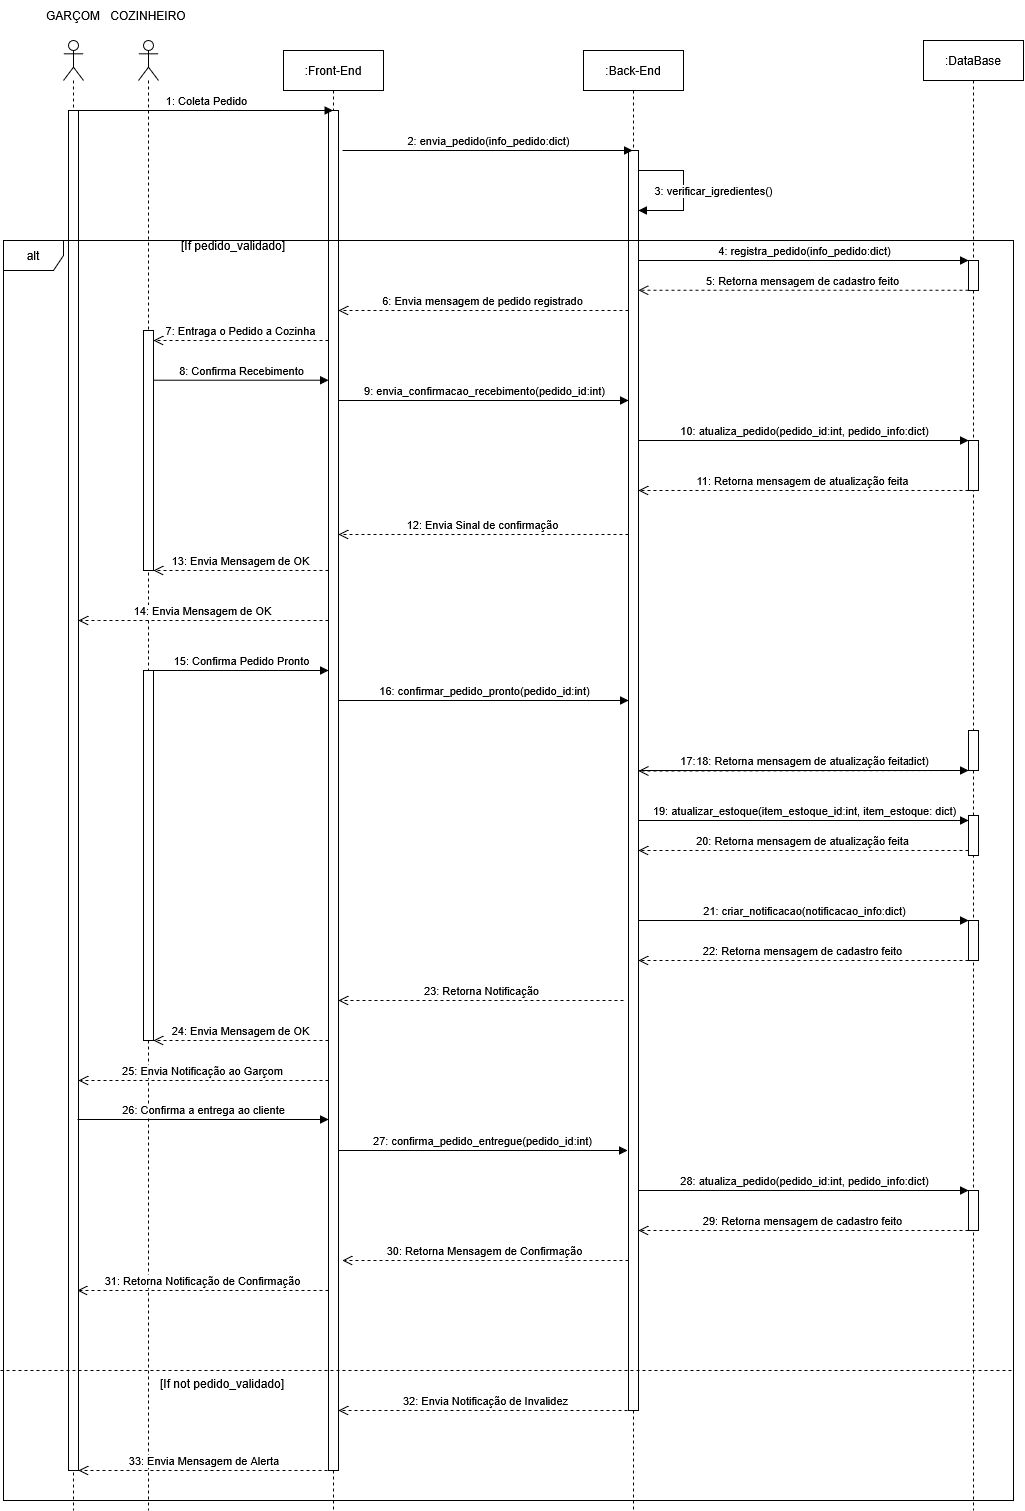 GARÇOM COZINHEIRO
:Front-End
:Back-End
:DataBase
1: Coleta Pedido
2: envia_pedido(info_pedido:dict)
3: verificar_igredientes()
alt
[If pedido_validado]
4: registra_pedido(info_pedido:dict)
5: Retorna mensagem de cadastro feito
6: Envia mensagem de pedido registrado
7: Entraga o Pedido a Cozinha
8: Confirma Recebimento
9: envia_confirmacao_recebimento(pedido_id:int)
10: atualiza_pedido(pedido_id:int, pedido_info:dict)
11: Retorna mensagem de atualização feita
12: Envia Sinal de confirmação
13: Envia Mensagem de OK
14: Envia Mensagem de OK
15: Confirma Pedido Pronto
16: confirmar_pedido_pronto(pedido_id:int)
17:18: Retorna mensagem de atualização feitadict)
19: atualizar_estoque(item_estoque_id:int, item_estoque: dict)
20: Retorna mensagem de atualização feita
21: criar_notificacao(notificacao_info:dict)
22: Retorna mensagem de cadastro feito
23: Retorna Notificação
24: Envia Mensagem de OK
25: Envia Notificação ao Garçom
26: Confirma a entrega ao cliente
27: confirma_pedido_entregue(pedido_id:int)
28: atualiza_pedido(pedido_id:int, pedido_info:dict)
29: Retorna mensagem de cadastro feito
30: Retorna Mensagem de Confirmação
31: Retorna Notificação de Confirmação
[If not pedido_validado]
32: Envia Notificação de Invalidez
33: Envia Mensagem de Alerta